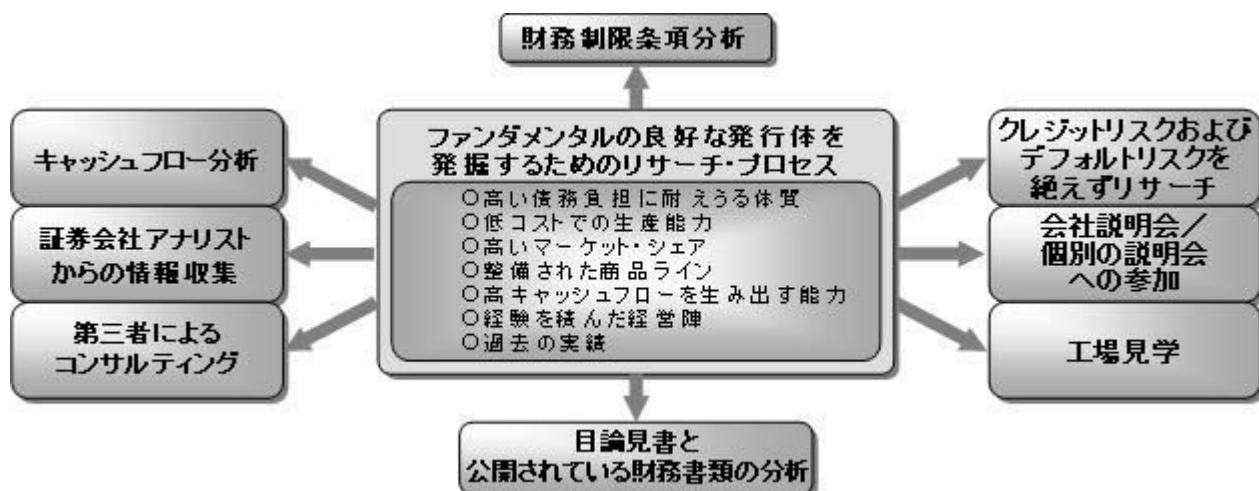 財務制限条項分析
キャッシュフロー分析
証券会社アナリスト
からの情報収集
第三者による
コンサルティング
ファンダメンタルの良好な発行体を
発掘するためのリサーチ・プロセス
○高い債務負担に耐えうる体質
○低コストでの生産能力
○高いマーケット・シェア
○整備された商品ライン
○高キャッシュフローを生み出す能力
○経験を積んだ経営陣
○過去の実績
クレジットリスクおよび
デフォルトリスクを
絶えずリサーチ
会社説明会／
個別の説明会
への参加
工場見学
目論見書と
公開されている財務書類の分析